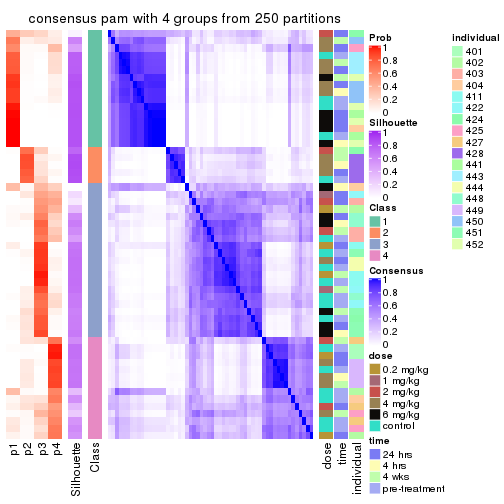 consensus pam with 4 groups from 250 partitions
Prob
1
0.8
0.6
0.4
0.2
0
Silhouette
1
0.8
0.6
0.4
0.2
0
Class
1
2
3
4
Consensus
1
0.8
0.6
0.4
0.2
0
dose
0.2 mg/kg
1 mg/kg
2 mg/kg
4 mg/kg
6 mg/kg
control
time
24 hrs
4 hrs
4 wks
pre-treatment
individual
401
402
403
404
411
422
424
425
427
428
441
443
444
448
449
450
451
452
p1
p2
p3
p4
Silhouette
Class
dose
time
individual